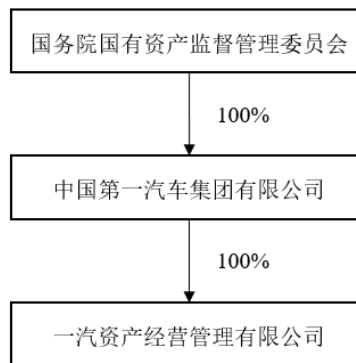 国务院国有资产监督管理委员会
100%
中国第一汽车集团有限公司
100%
一汽资产经营管理有限公司